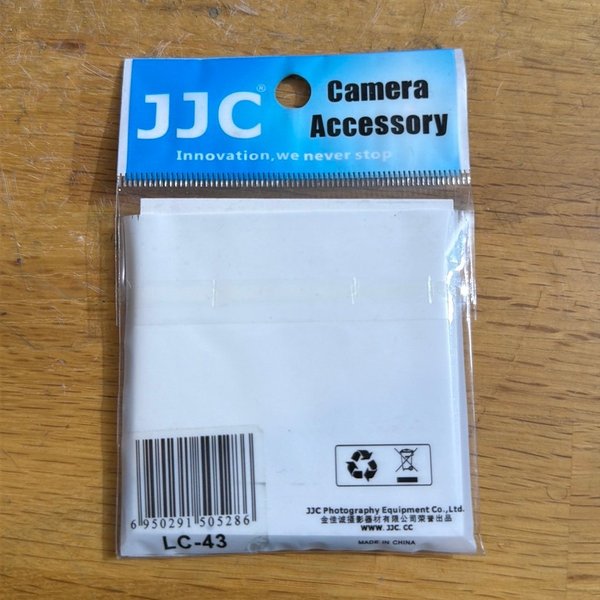 JJC®
Camera
Accessory
Innovation,we never stop
6 950291 505286
LC-43
JJC Photography Equipment Co.,Ltd.
金佳诚摄影器材有限公司荣誉出品
WWW. JJC. CC
MADE IN CHINA